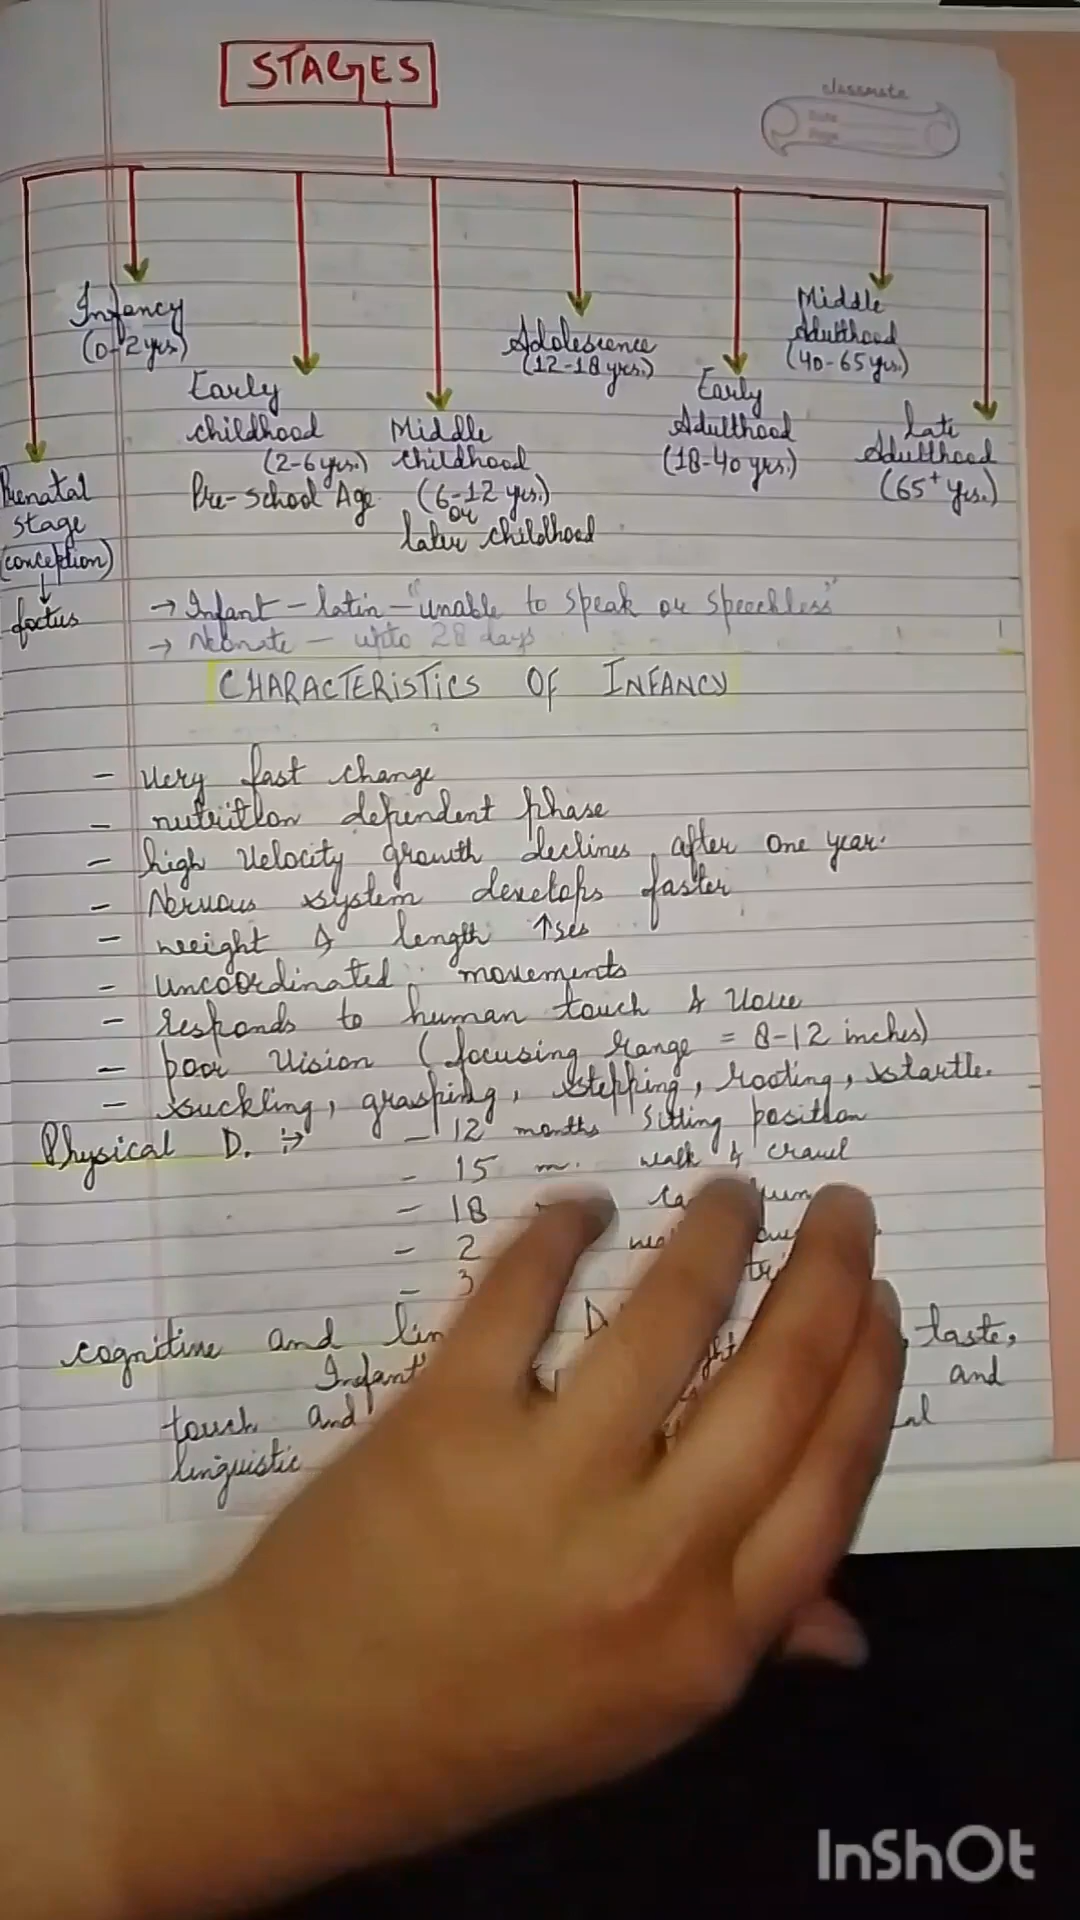 STAGES
classmate
Date
Page
Infancy
(0-2 yrs.)
Early
childhood
(2-6 yrs.)
Pre-school Age
Middle
childhood
(6-12 yrs.)
or
later childhood
Adolescence
(12-18 yrs.)
Early
Adulthood
(18-40 yrs.)
Middle
Adulthood
(40-65 yrs.)
late
Adulthood
(65+ yrs.)
Prenatal
stage
(conception)
↓
foctus
→ Infant - latin - "unable to speak or speechless"
→ Neonate - upto 28 days
CHARACTERISTICS OF INFANCY
- very fast change
- nutrition dependent phase
- high velocity growth declines after one year.
- Nervous system develops faster
- weight & length ↑ses
- uncoordinated movements
- responds to human touch & voice
- poor vision (focusing range = 8-12 inches)
- suckling, grasping, stepping, rooting, startle.
Physical D. :→ - 12 months sitting position
- 15 m. walk & crawl
- 18
- 2
- 3
cognitive and D. taste,
Infant and
touch and
linguistic
InShOt